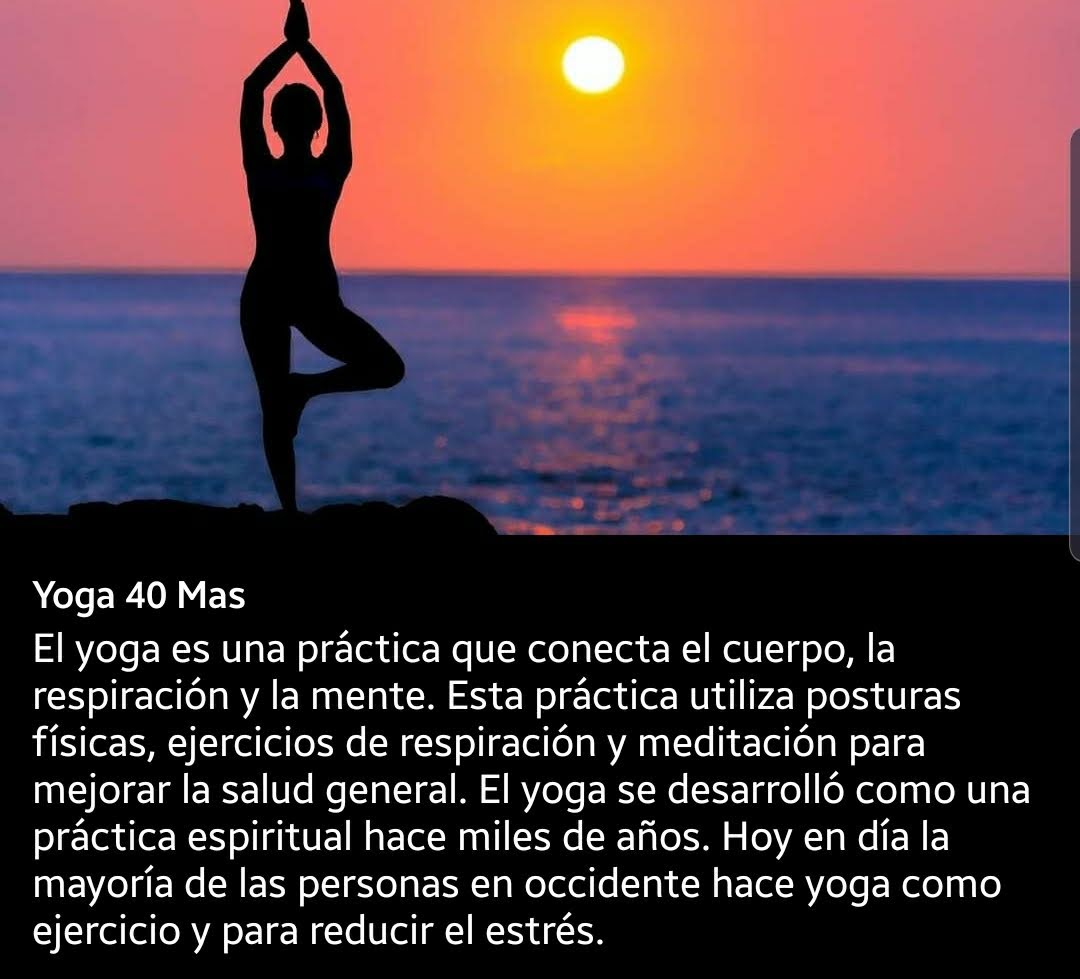 Yoga 40 Mas
El yoga es una práctica que conecta el cuerpo, la
respiración y la mente. Esta práctica utiliza posturas
físicas, ejercicios de respiración y meditación para
mejorar la salud general. El yoga se desarrolló como una
práctica espiritual hace miles de años. Hoy en día la
mayoría de las personas en occidente hace yoga como
ejercicio y para reducir el estrés.